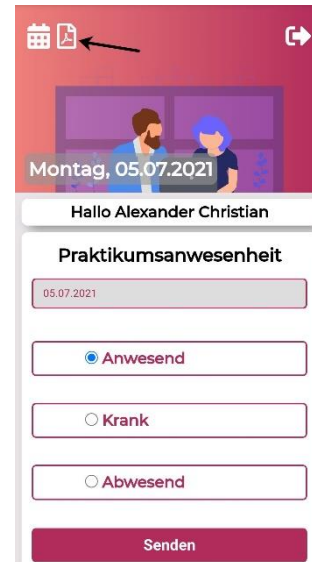 Montag, 05.07.2021
Hallo Alexander Christian
Praktikumsanwesenheit
05.07.2021
Anwesend
Krank
Abwesend
Senden